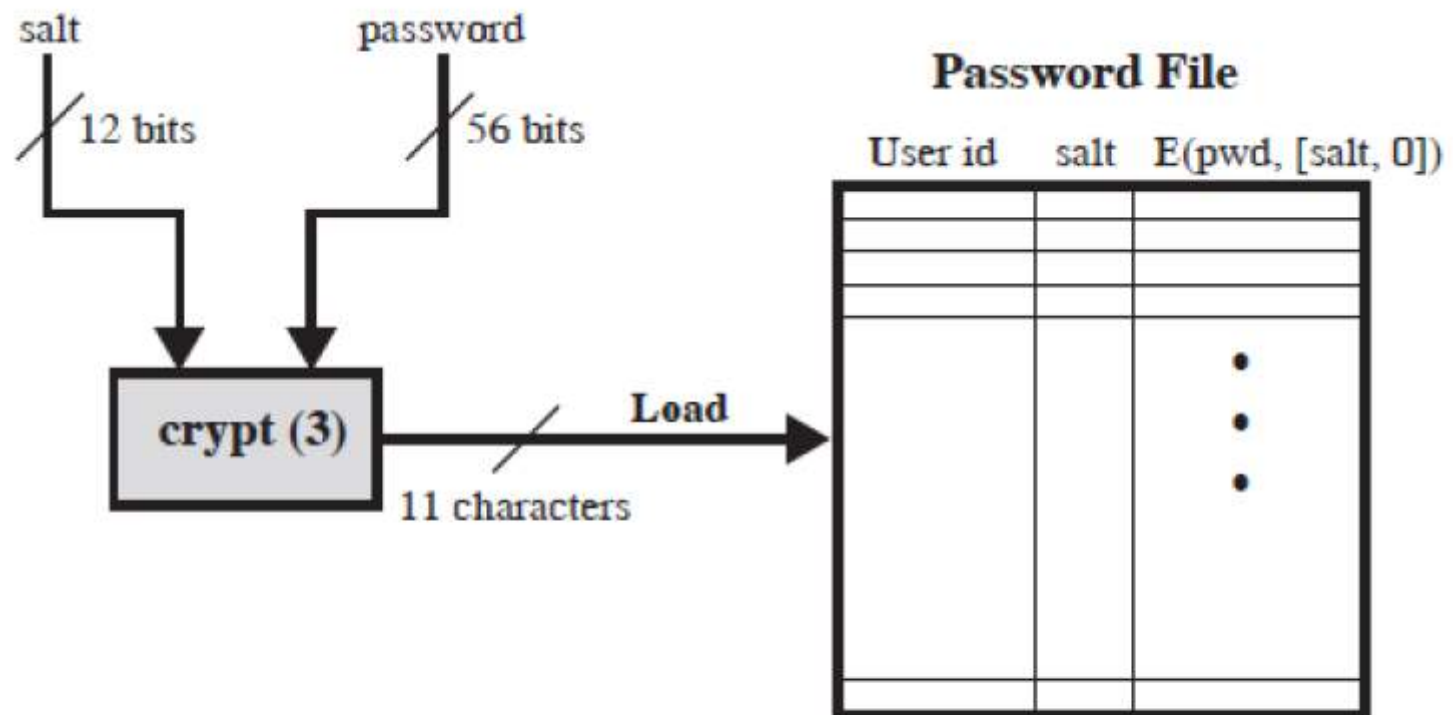 salt
password
12 bits
56 bits
crypt (3)
Load
11 characters
Password File
User id salt E(pwd, [salt, 0])